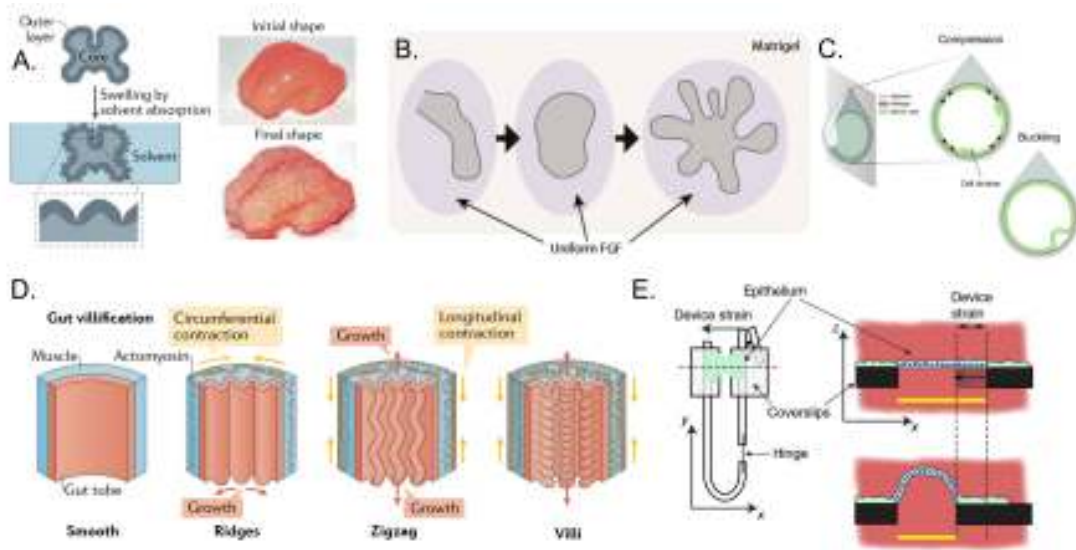 A.
Outer
layer
Core
Swelling by
solvent absorption
Solvent
Initial shape
Final shape
B.
Matrigel
Uniform FGF
C.
Compression
Buckling
D.
Gut villification
Muscle
Actomyosin
Circumferential
contraction
Growth
Longitudinal
contraction
Gut tube
Growth
Growth
Smooth
Ridges
Zigzag
Villi
E.
Epithelium
Device strain
Device
strain
Coverslips
Hinge
y
x
z
x